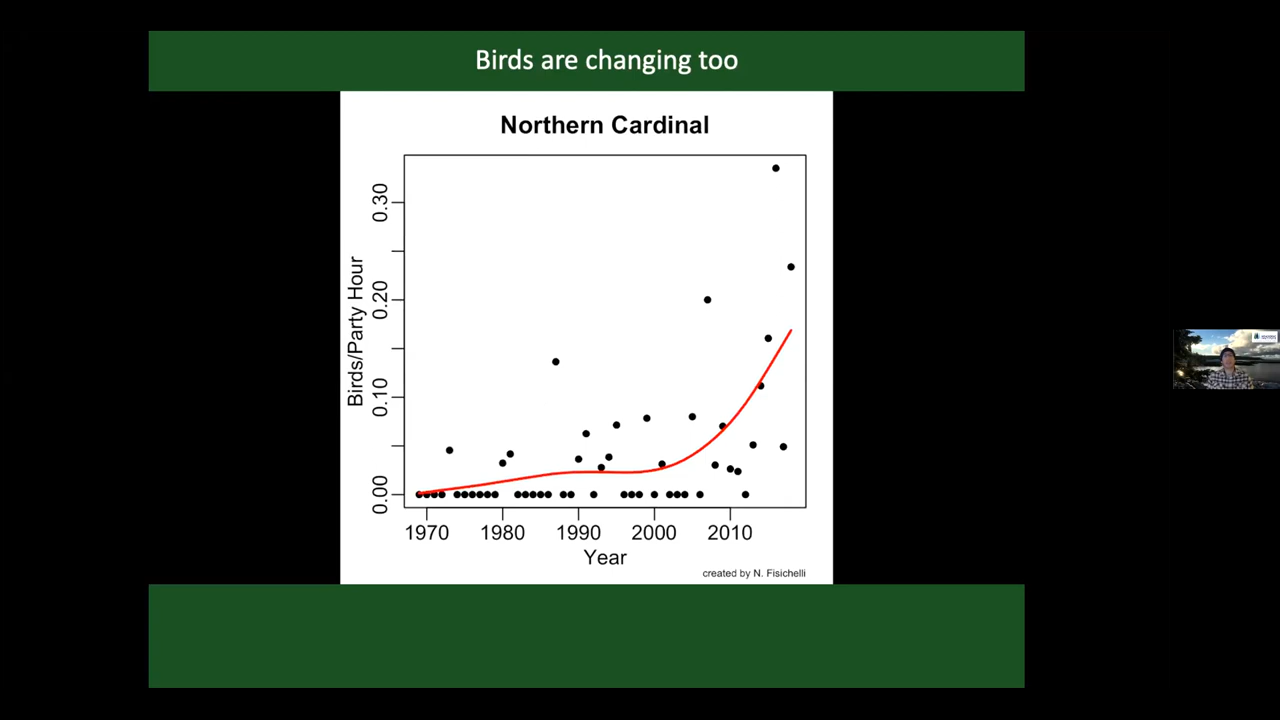 Birds are changing too
Northern Cardinal
Birds/Party Hour
0.30
0.20
0.10
0.00
1970 1980 1990 2000 2010
Year
created by N. Fisichelli